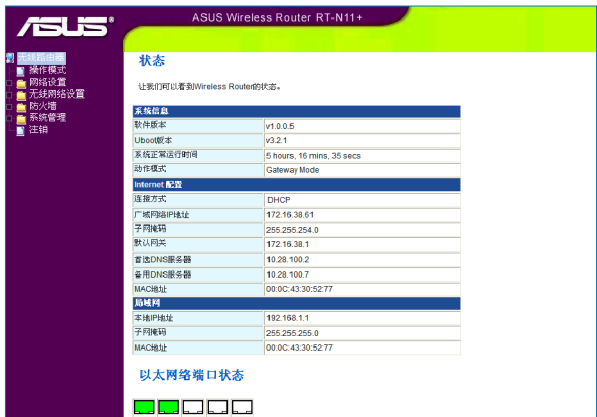 ASUS Wireless Router RT-N11+
/SUS®
无线路由器
操作模式
网络设置
无线网络设置
防火墙
系统管理
注销
状态
让我们可以看到Wireless Router的状态。
系统信息
软件版本 v1.0.0.5
Uboot版本 v3.2.1
系统正常运行时间 5 hours, 16 mins, 35 secs
动作模式 Gateway Mode
Internet 配置
连接方式 DHCP
广域网络IP地址 172.16.38.61
子网掩码 255.255.254.0
默认网关 172.16.38.1
首选DNS服务器 10.28.100.2
备用DNS服务器 10.28.100.7
MAC地址 00:0C:43:30:52:77
局域网
本地IP地址 192.168.1.1
子网掩码 255.255.255.0
MAC地址 00:0C:43:30:52:77
以太网络端口状态